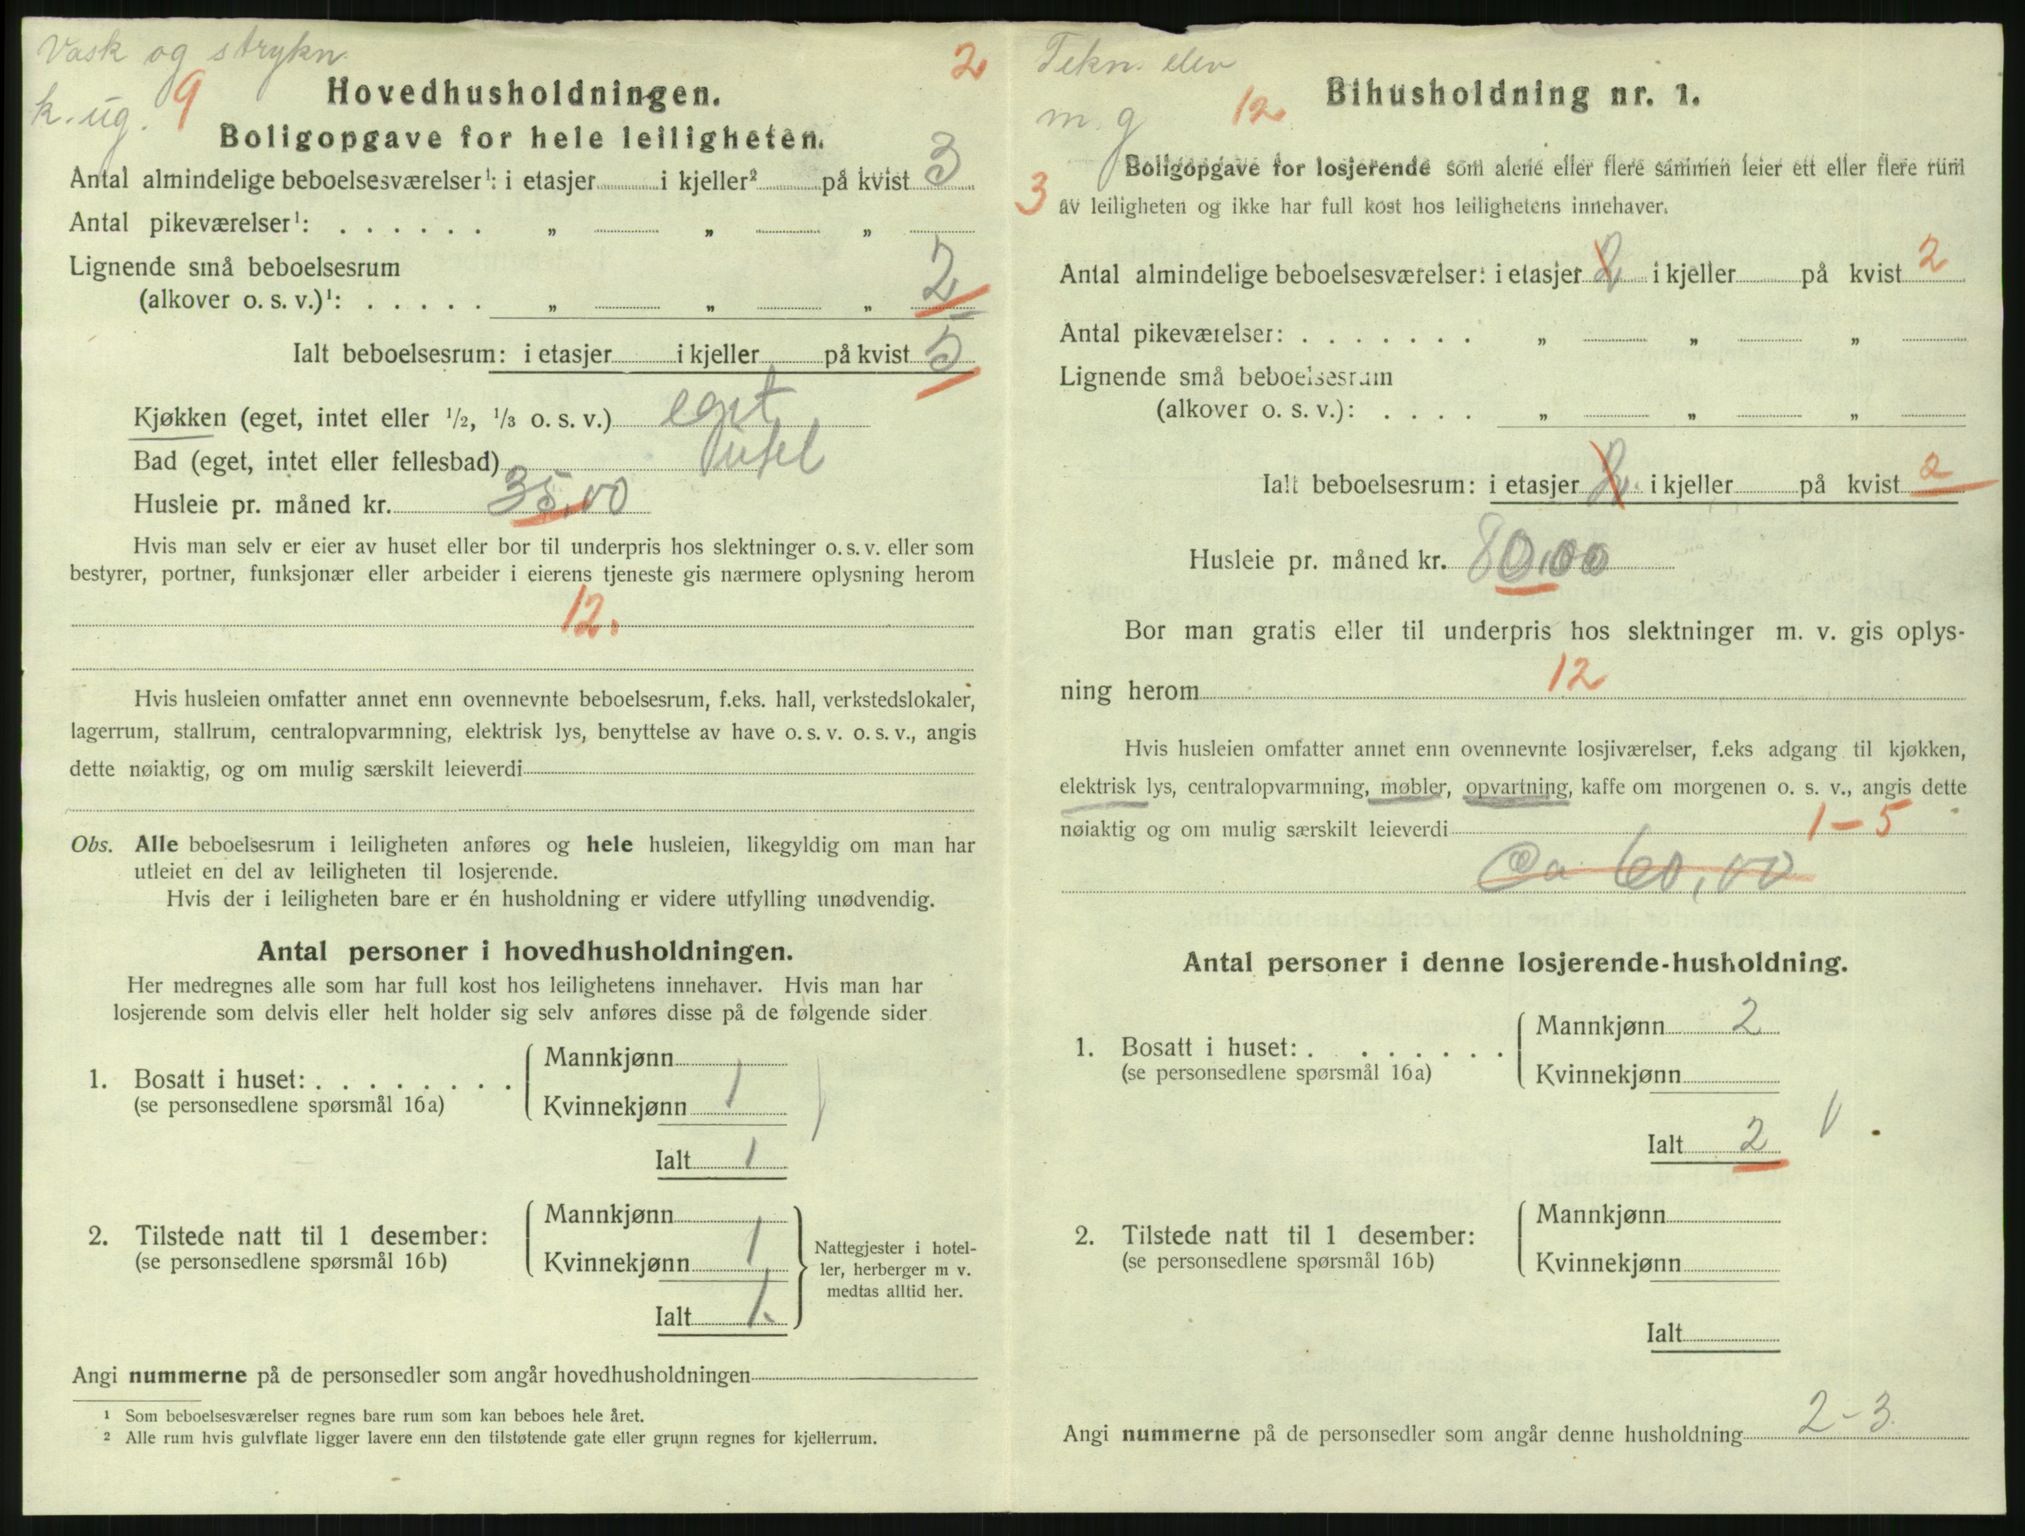 Vask og strykn.
k. ug. 9
2
Hovedhusholdningen.
Boligopgave for hele leiligheten.
Antal almindelige beboelsesværelser¹: i etasjer i kjeller² på kvist 3
Antal pikeværelser¹: . . . . . . „ „ „
Lignende små beboelsesrum
(alkover o. s. v.)¹: . . . . . „ „ „ 2
Ialt beboelsesrum: i etasjer i kjeller på kvist 5
Kjøkken (eget, intet eller ¹/₂, ¹/₃ o. s. v.) eget
Bad (eget, intet eller fellesbad) intet
Husleie pr. måned kr. 35,00
Hvis man selv er eier av huset eller bor til underpris hos slektninger o. s. v. eller som
bestyrer, portner, funksjonær eller arbeider i eierens tjeneste gis nærmere oplysning herom
12.
Hvis husleien omfatter annet enn ovennevnte beboelsesrum, f.eks. hall, verkstedslokaler,
lagerrum, stallrum, centralopvarmning, elektrisk lys, benyttelse av have o. s. v. o. s. v., angis
dette nøiaktig, og om mulig særskilt leieverdi
Obs. Alle beboelsesrum i leiligheten anføres og hele husleien, likegyldig om man har
utleiet en del av leiligheten til losjerende.
Hvis der i leiligheten bare er én husholdning er videre utfylling unødvendig.
Antal personer i hovedhusholdningen.
Her medregnes alle som har full kost hos leilighetens innehaver. Hvis man har
losjerende som delvis eller helt holder sig selv anføres disse på de følgende sider
Mannkjønn
1. Bosatt i huset: . . . . . . . .
(se personsedlene spørsmål 16a)
Kvinnekjønn 1
Ialt 1
Mannkjønn
2. Tilstede natt til 1 desember:
(se personsedlene spørsmål 16b)
Kvinnekjønn 1
Ialt 1.
Nattegjester i hotel-
ler, herberger m v.
medtas alltid her.
Angi nummerne på de personsedler som angår hovedhusholdningen
¹ Som beboelsesværelser regnes bare rum som kan beboes hele året.
² Alle rum hvis gulvflate ligger lavere enn den tilstøtende gate eller grunn regnes for kjellerrum.
Tekn. elev
m. g 12
Bihusholdning nr. 1.
Boligopgave for losjerende som alene eller flere sammen leier ett eller flere rum
3 av leiligheten og ikke har full kost hos leilighetens innehaver.
Antal almindelige beboelsesværelser: i etasjer 2 i kjeller på kvist 2
Antal pikeværelser: . . . . . . . „ „ „
Lignende små beboelsesrum
(alkover o. s. v.): . . . . „ „ „
Ialt beboelsesrum: i etasjer 2 i kjeller på kvist 2
Husleie pr. måned kr. 80,00
Bor man gratis eller til underpris hos slektninger m. v. gis oplys-
ning herom 12
Hvis husleien omfatter annet enn ovennevnte losjiværelser, f.eks adgang til kjøkken,
elektrisk lys, centralopvarmning, møbler, opvartning, kaffe om morgenen o. s. v., angis dette
nøiaktig og om mulig særskilt leieverdi 1-5
Ca 60,00
Antal personer i denne losjerende-husholdning.
Mannkjønn 2
1. Bosatt i huset: . . . . . . .
(se personsedlene spørsmål 16a)
Kvinnekjønn
Ialt 2
Mannkjønn
2. Tilstede natt til 1 desember:
(se personsedlene spørsmål 16b)
Kvinnekjønn
Ialt
Angi nummerne på de personsedler som angår denne husholdning 2-3.